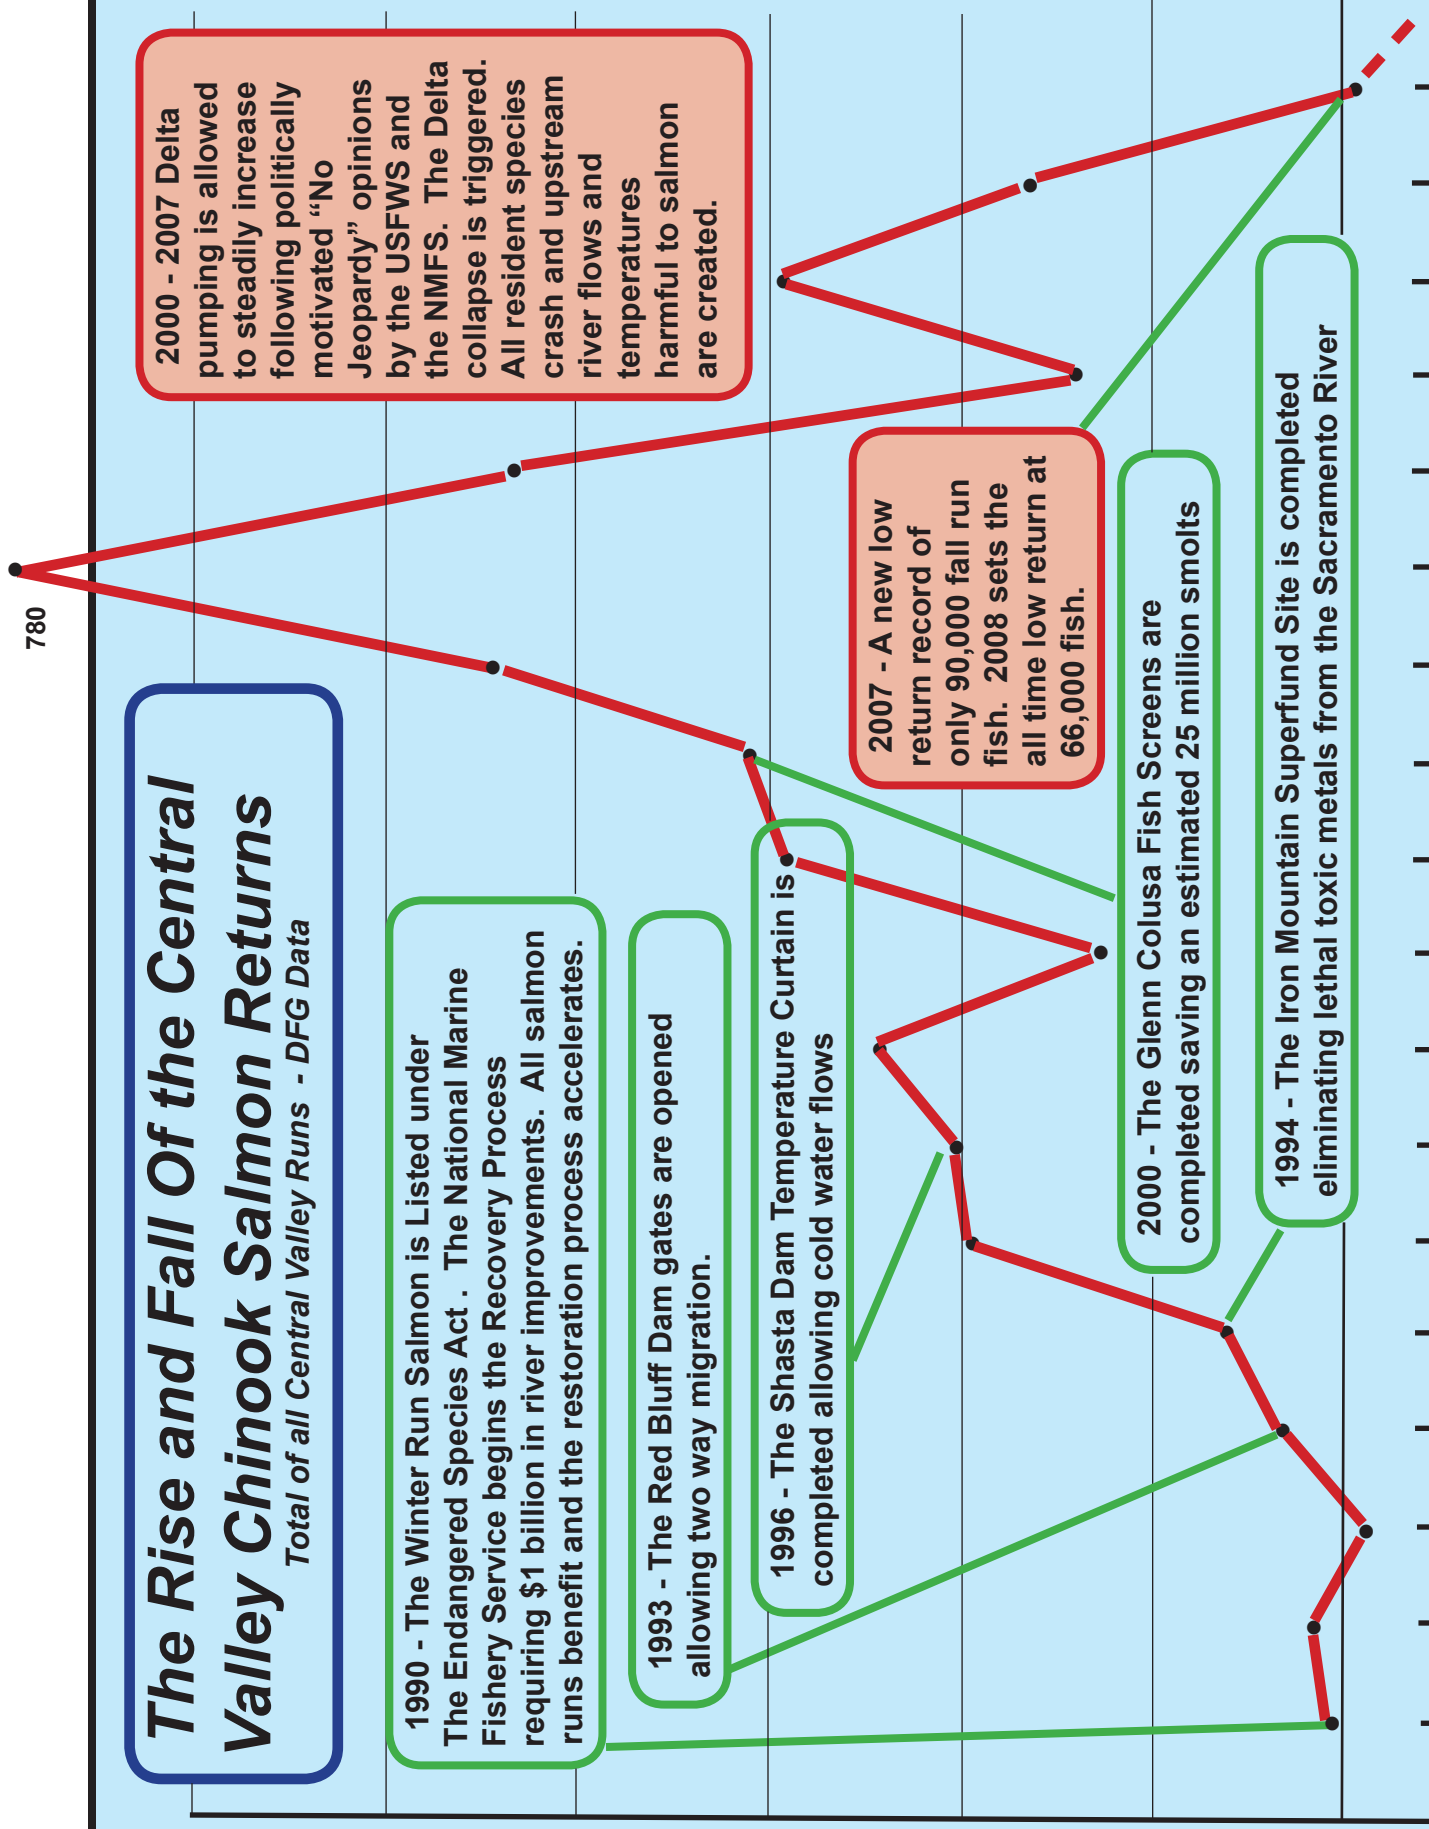 The Rise and Fall Of the Central
Valley Chinook Salmon Returns
Total of all Central Valley Runs - DFG Data
780
1990 - The Winter Run Salmon is Listed under
The Endangered Species Act . The National Marine
Fishery Service begins the Recovery Process
requiring $1 billion in river improvements. All salmon
runs benefit and the restoration process accelerates.
1993 - The Red Bluff Dam gates are opened
allowing two way migration.
1996 - The Shasta Dam Temperature Curtain is
completed allowing cold water flows
2000 - 2007 Delta
pumping is allowed
to steadily increase
following politically
motivated “No
Jeopardy” opinions
by the USFWS and
the NMFS. The Delta
collapse is triggered.
All resident species
crash and upstream
river flows and
temperatures
harmful to salmon
are created.
2007 - A new low
return record of
only 90,000 fall run
fish. 2008 sets the
all time low return at
66,000 fish.
2000 - The Glenn Colusa Fish Screens are
completed saving an estimated 25 million smolts
1994 - The Iron Mountain Superfund Site is completed
eliminating lethal toxic metals from the Sacramento River